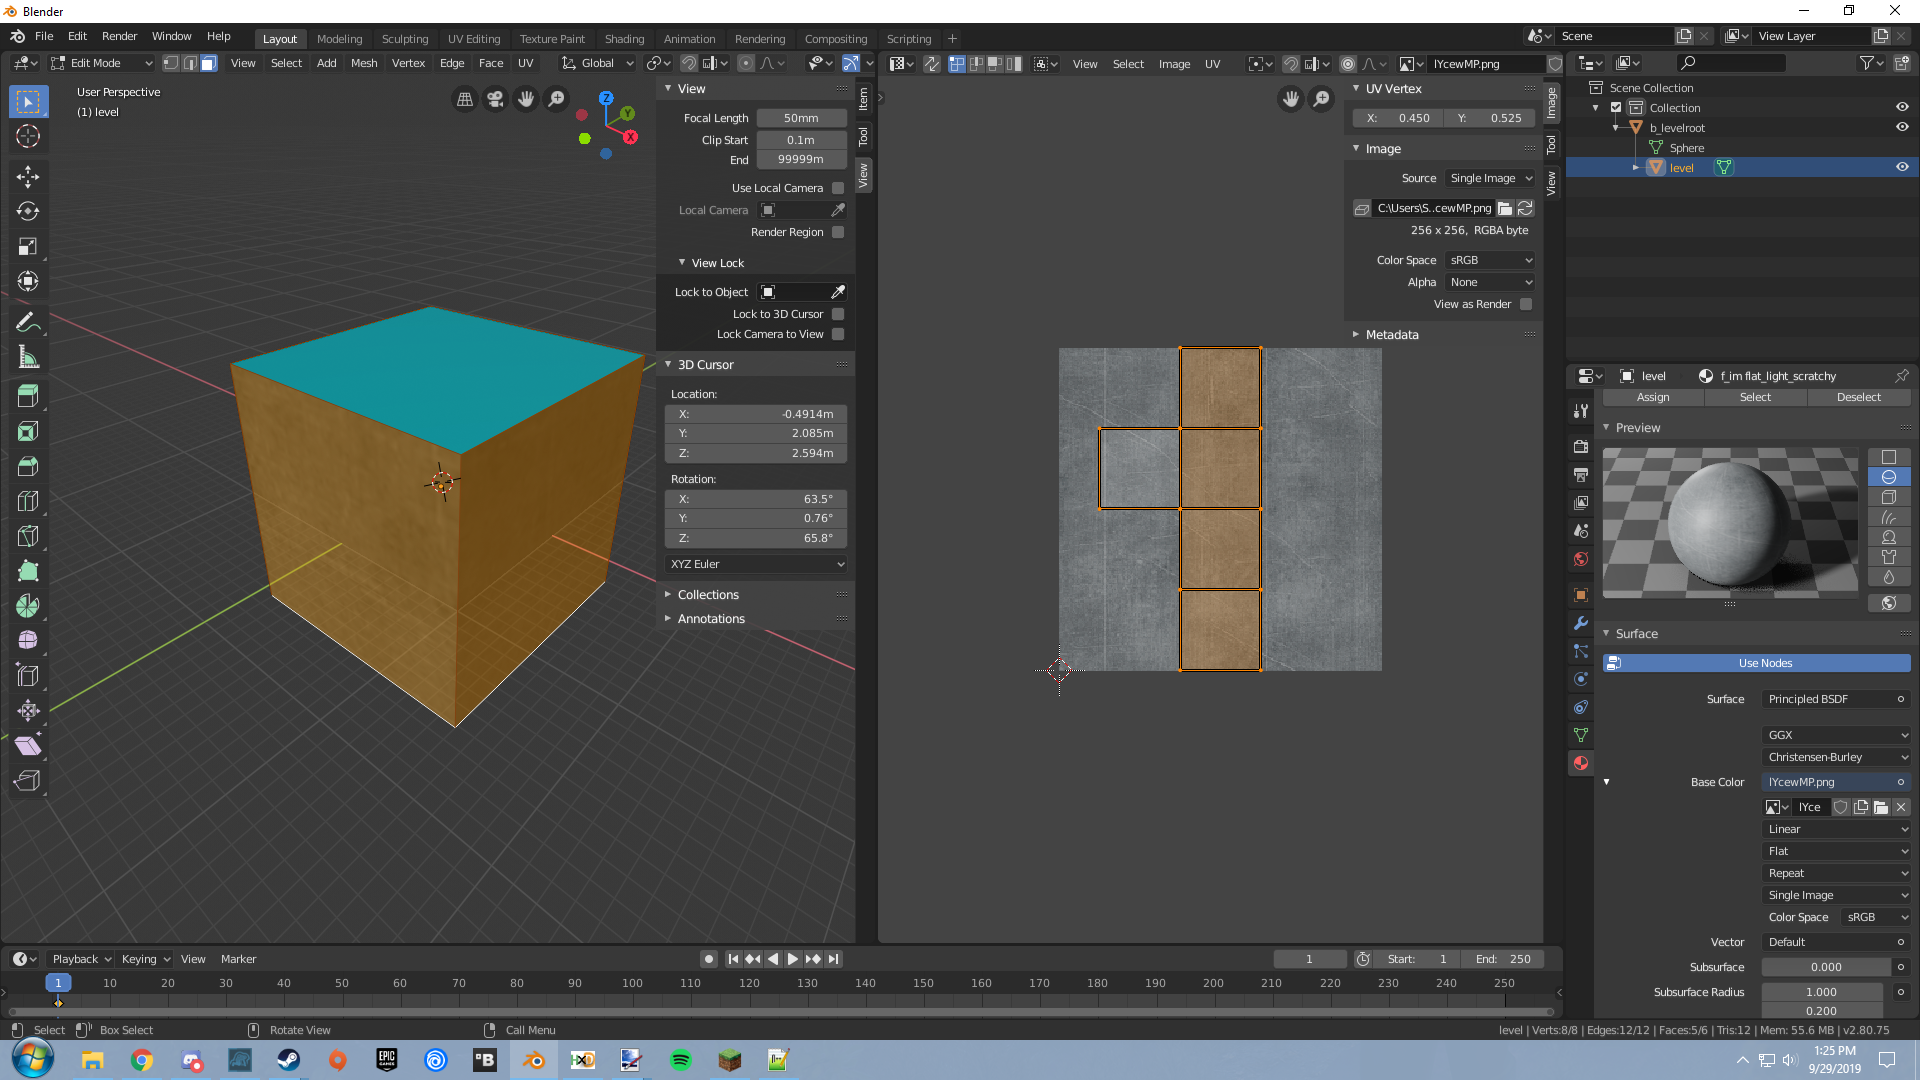 Blender
File Edit Render Window Help
Layout Modeling Sculpting UV Editing Texture Paint Shading Animation Rendering Compositing Scripting +
Scene View Layer
Edit Mode View Select Add Mesh Vertex Edge Face UV Global
View Select Image UV lYcewMP.png
User Perspective
(1) level
Z
Y
X
View
Focal Length 50mm
Clip Start 0.1m
End 99999m
Use Local Camera
Local Camera
Render Region
View Lock
Lock to Object
Lock to 3D Cursor
Lock Camera to View
3D Cursor
Location:
X: -0.4914m
Y: 2.085m
Z: 2.594m
Rotation:
X: 63.5°
Y: 0.76°
Z: 65.8°
XYZ Euler
Collections
Annotations
Item
Tool
View
UV Vertex
X: 0.450 Y: 0.525
Image
Source Single Image
C:\Users\S..cewMP.png
256 x 256, RGBA byte
Color Space sRGB
Alpha None
View as Render
Metadata
Image
Tool
View
Scene Collection
Collection
b_levelroot
Sphere
level
level f_im flat_light_scratchy
Assign Select Deselect
Preview
Surface
Use Nodes
Surface Principled BSDF
GGX
Christensen-Burley
Base Color lYcewMP.png
lYce
Linear
Flat
Repeat
Single Image
Color Space sRGB
Vector Default
Subsurface 0.000
Subsurface Radius 1.000
0.200
Playback Keying View Marker
1 Start: 1 End: 250
1 10 20 30 40 50 60 70 80 90 100 110 120 130 140 150 160 170 180 190 200 210 220 230 240 250
Select Box Select Rotate View Call Menu
level | Verts:8/8 | Edges:12/12 | Faces:5/6 | Tris:12 | Mem: 55.6 MB | v2.80.75
EPIC
GAMES
B
1:25 PM
9/29/2019